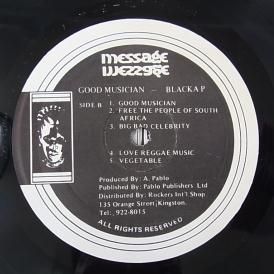 message
message
GOOD MUSICIAN – BLACKA P
SIDE B
1. GOOD MUSICIAN
2. FREE THE PEOPLE OF SOUTH
AFRICA
3. BIG BAD CELEBRITY
4. LOVE REGGAE MUSIC
5. VEGETABLE
Produced By: A. Pablo
Published By: Pablo Publishers Ltd
Distributed By: Rockers Int'l Shop
135 Orange Street, Kingston.
Tel: 922-8015
ALL RIGHTS RESERVED